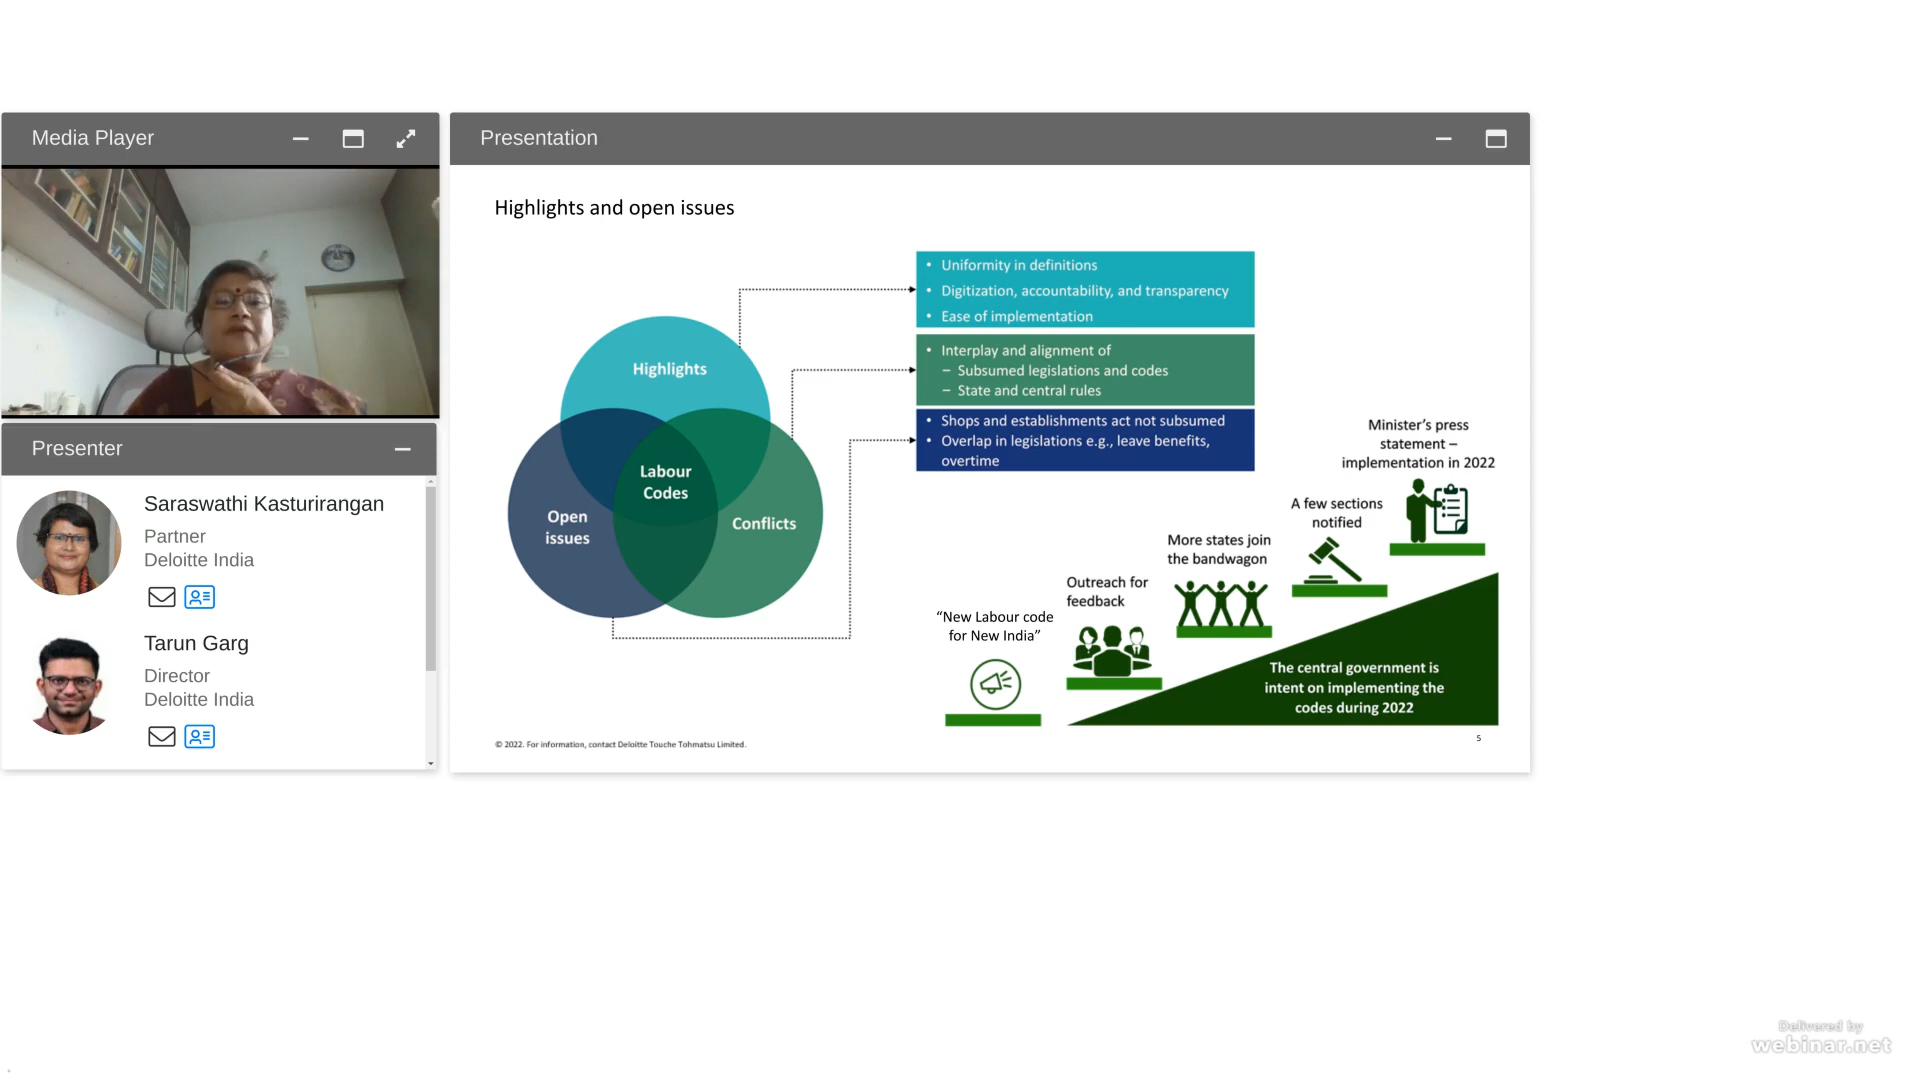 Media Player
Presentation
Highlights and open issues
• Uniformity in definitions
• Digitization, accountability, and transparency
• Ease of implementation
Highlights
• Interplay and alignment of
– Subsumed legislations and codes
– State and central rules
• Shops and establishments act not subsumed
• Overlap in legislations e.g., leave benefits,
overtime
Labour
Codes
Open
issues
Conflicts
Minister’s press
statement –
implementation in 2022
A few sections
notified
More states join
the bandwagon
Outreach for
feedback
“New Labour code
for New India”
The central government is
intent on implementing the
codes during 2022
© 2022. For information, contact Deloitte Touche Tohmatsu Limited.
5
Presenter
Saraswathi Kasturirangan
Partner
Deloitte India
Tarun Garg
Director
Deloitte India
Delivered by
webinar.net